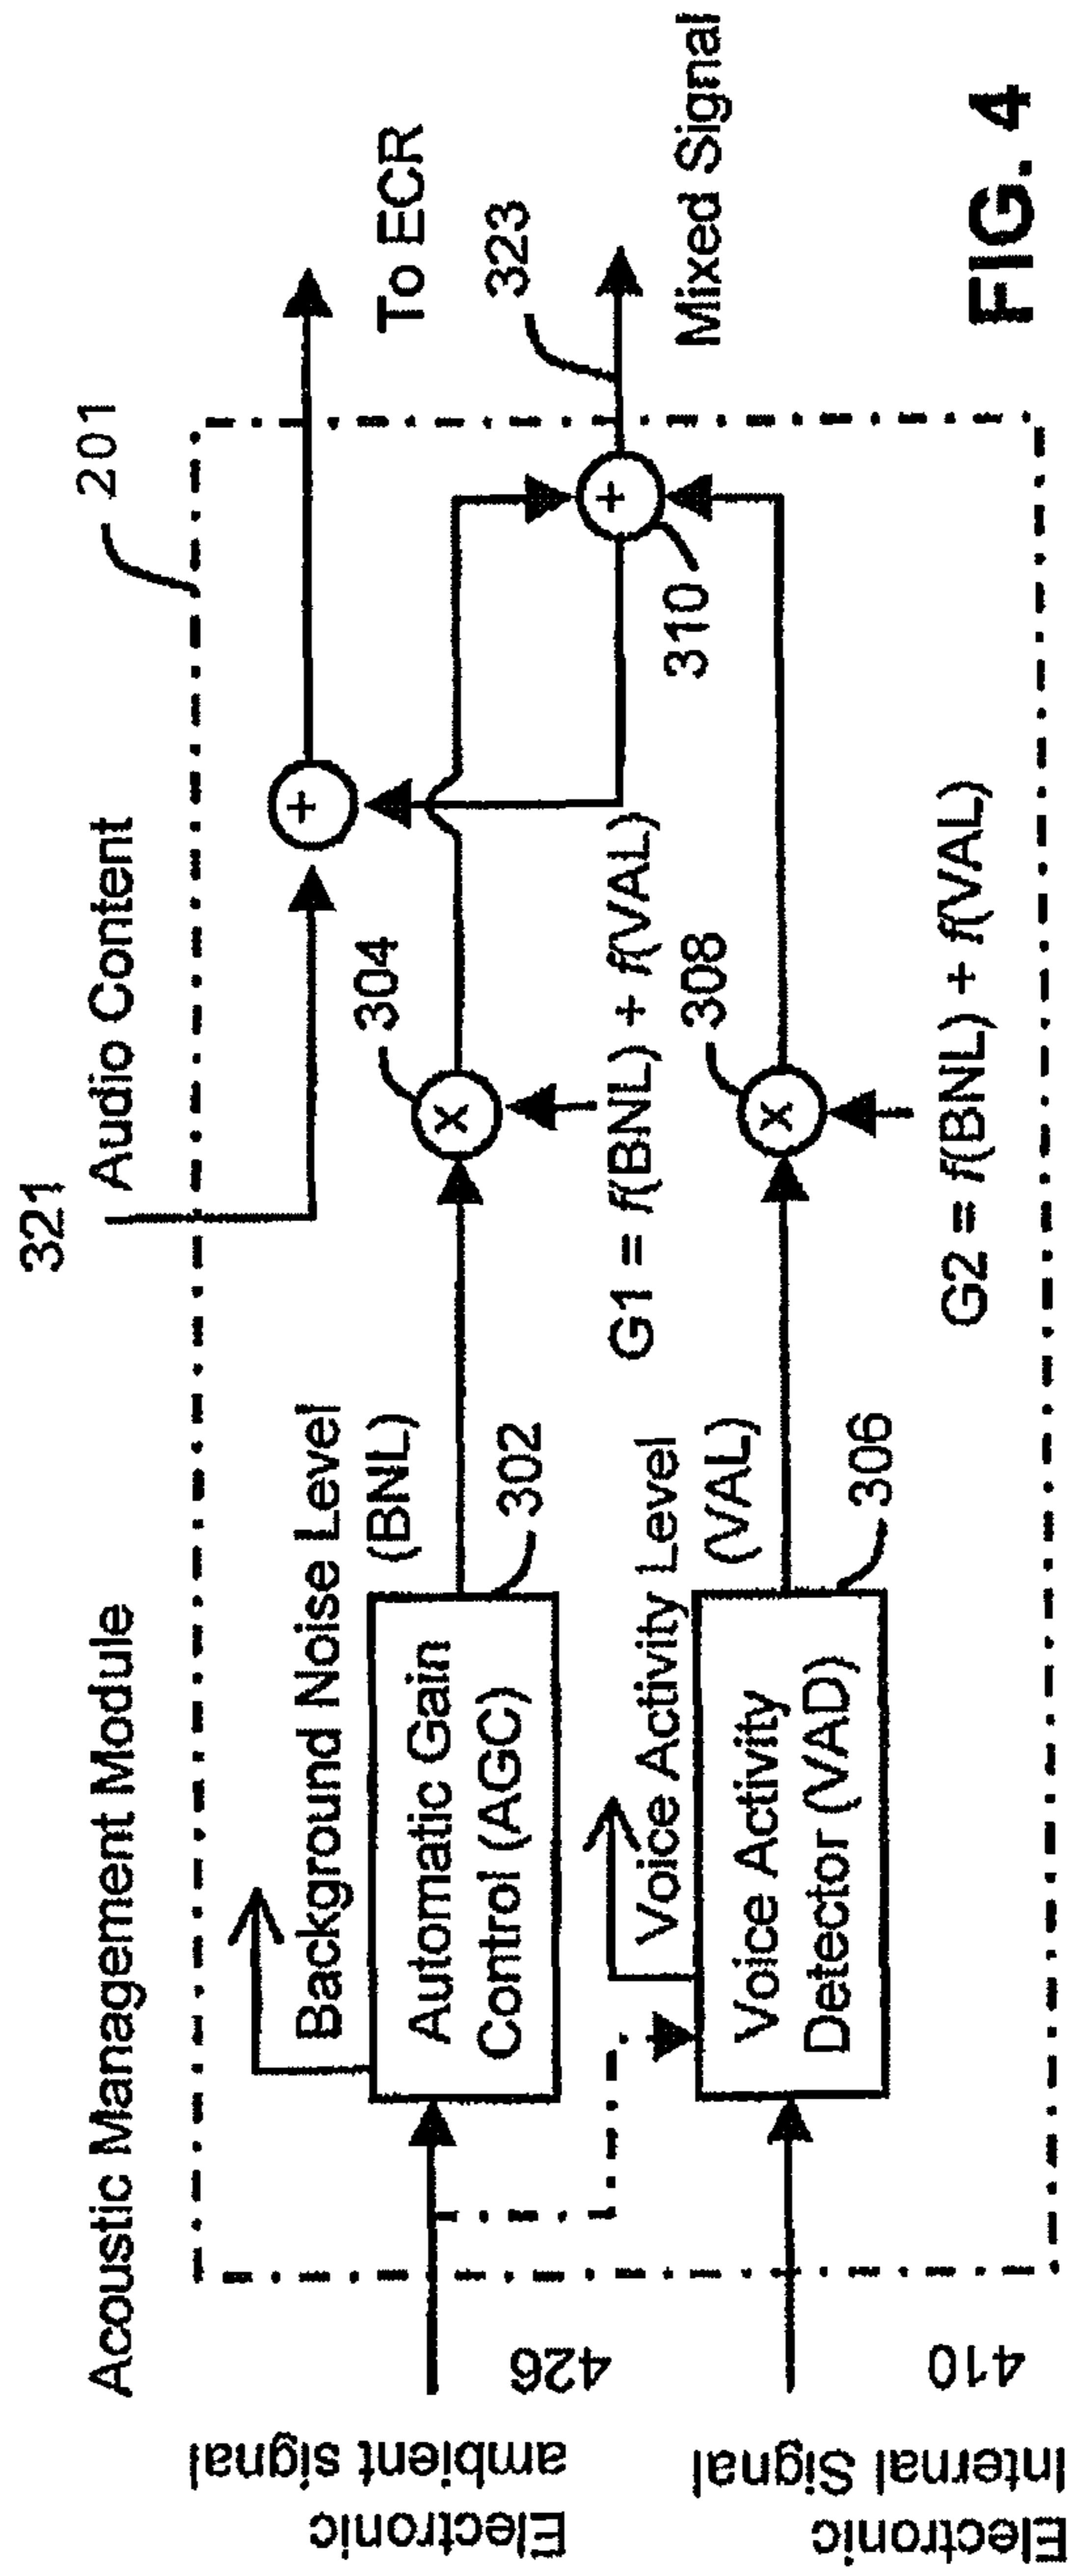 Acoustic Management Module
321
Audio Content
201
Background Noise Level
(BNL)
To ECR
Automatic Gain
Control (AGC)
302
304
323
Electronic
ambient signal
426
G1 = f(BNL) + f(VAL)
Mixed Signal
Voice Activity Level
(VAL)
310
Voice Activity
Detector (VAD)
306
308
Electronic
Internal Signal
410
G2 = f(BNL) + f(VAL)
+
+
x
x
FIG. 4